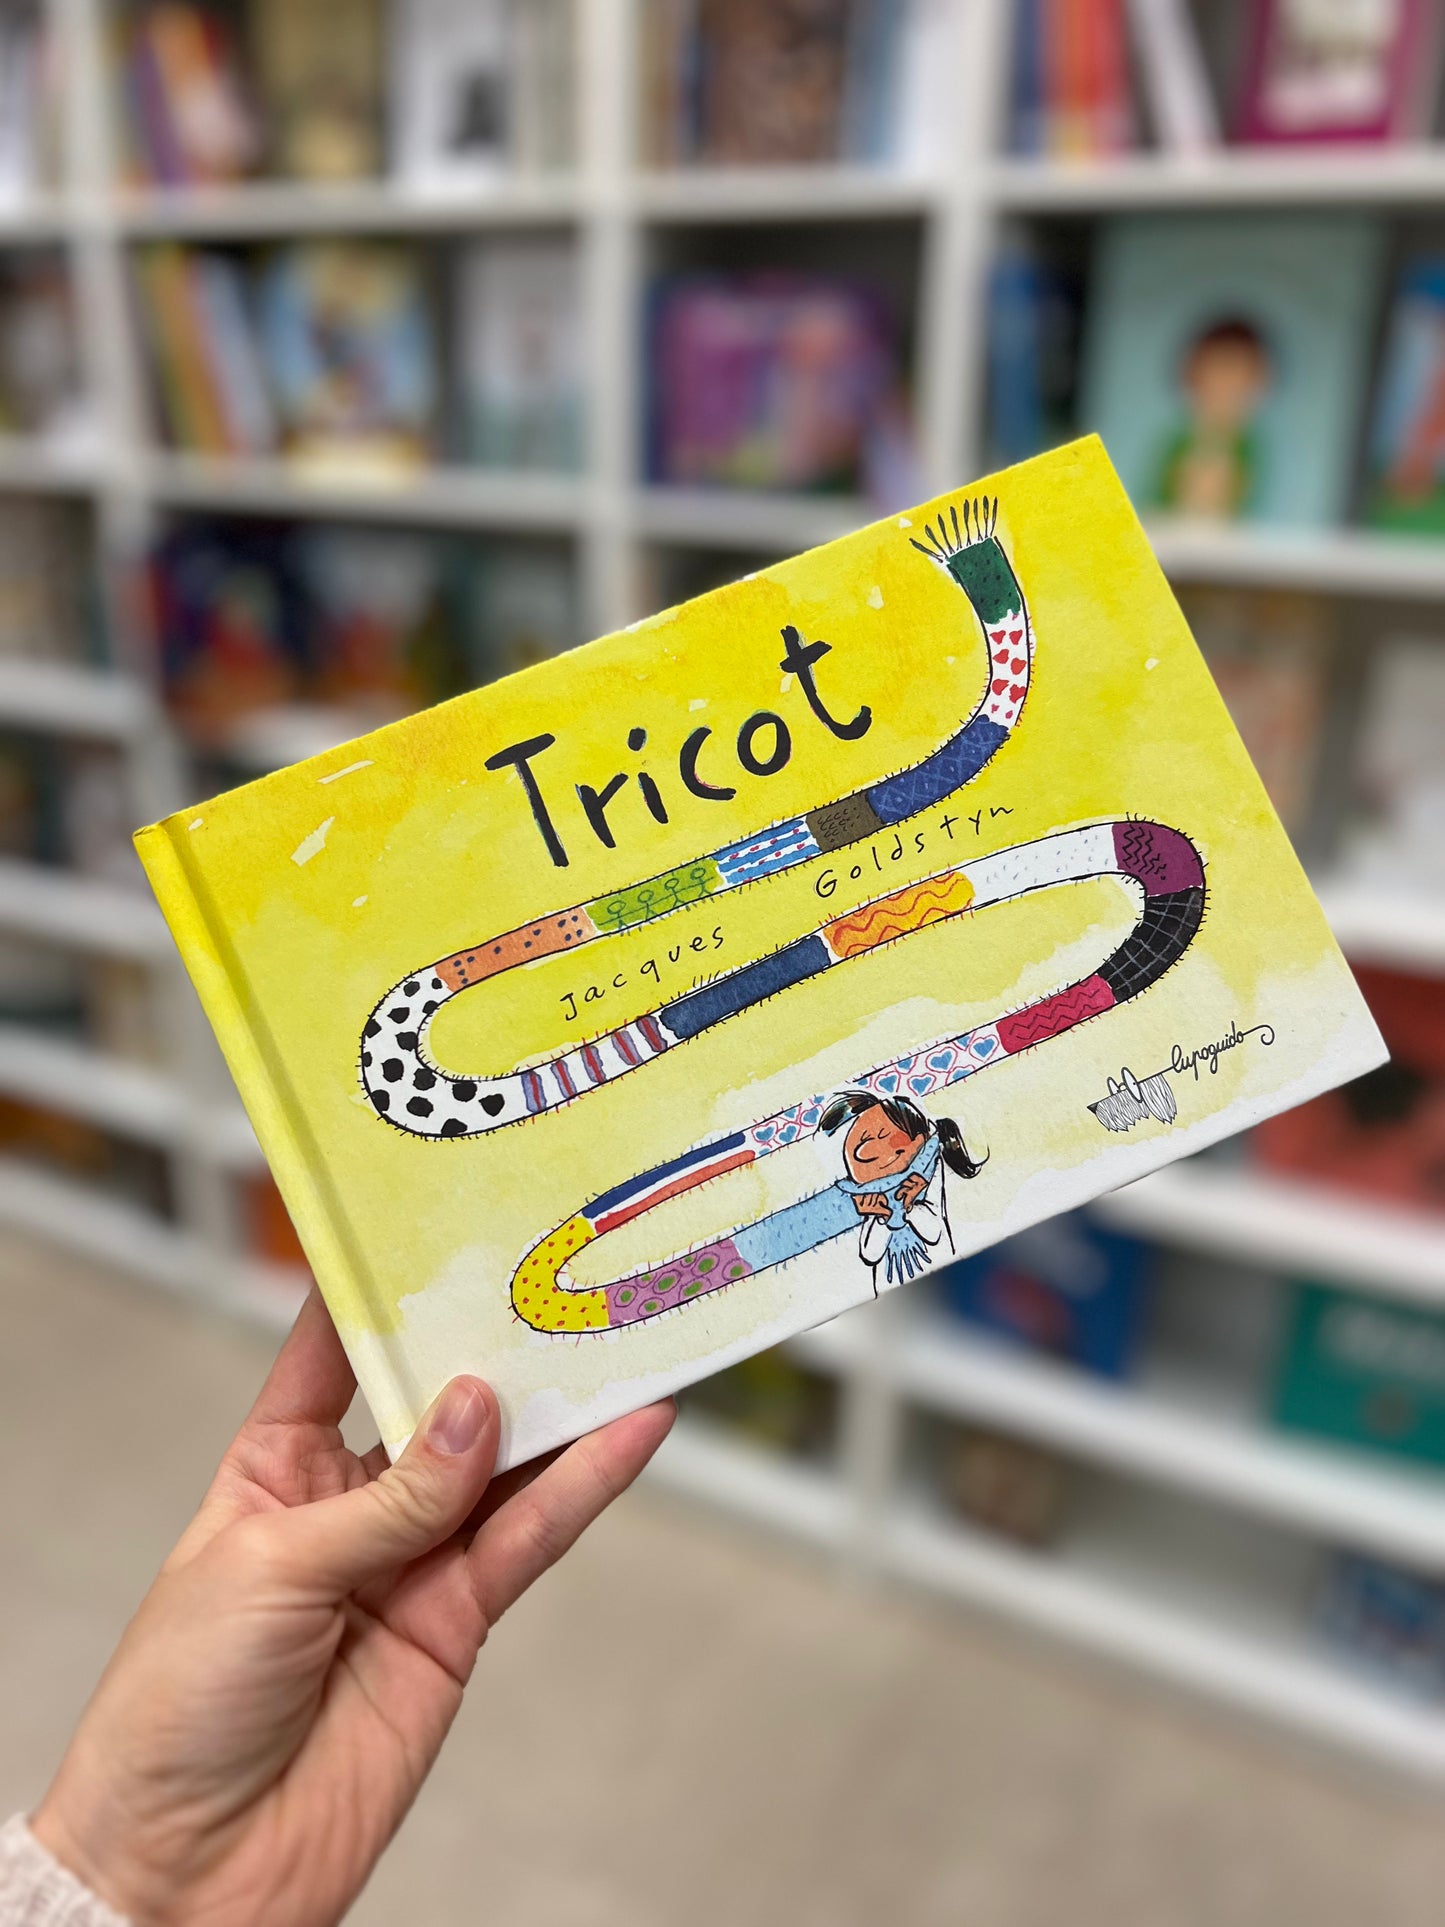 Tricot
Jacques Goldstyn
lupoguido